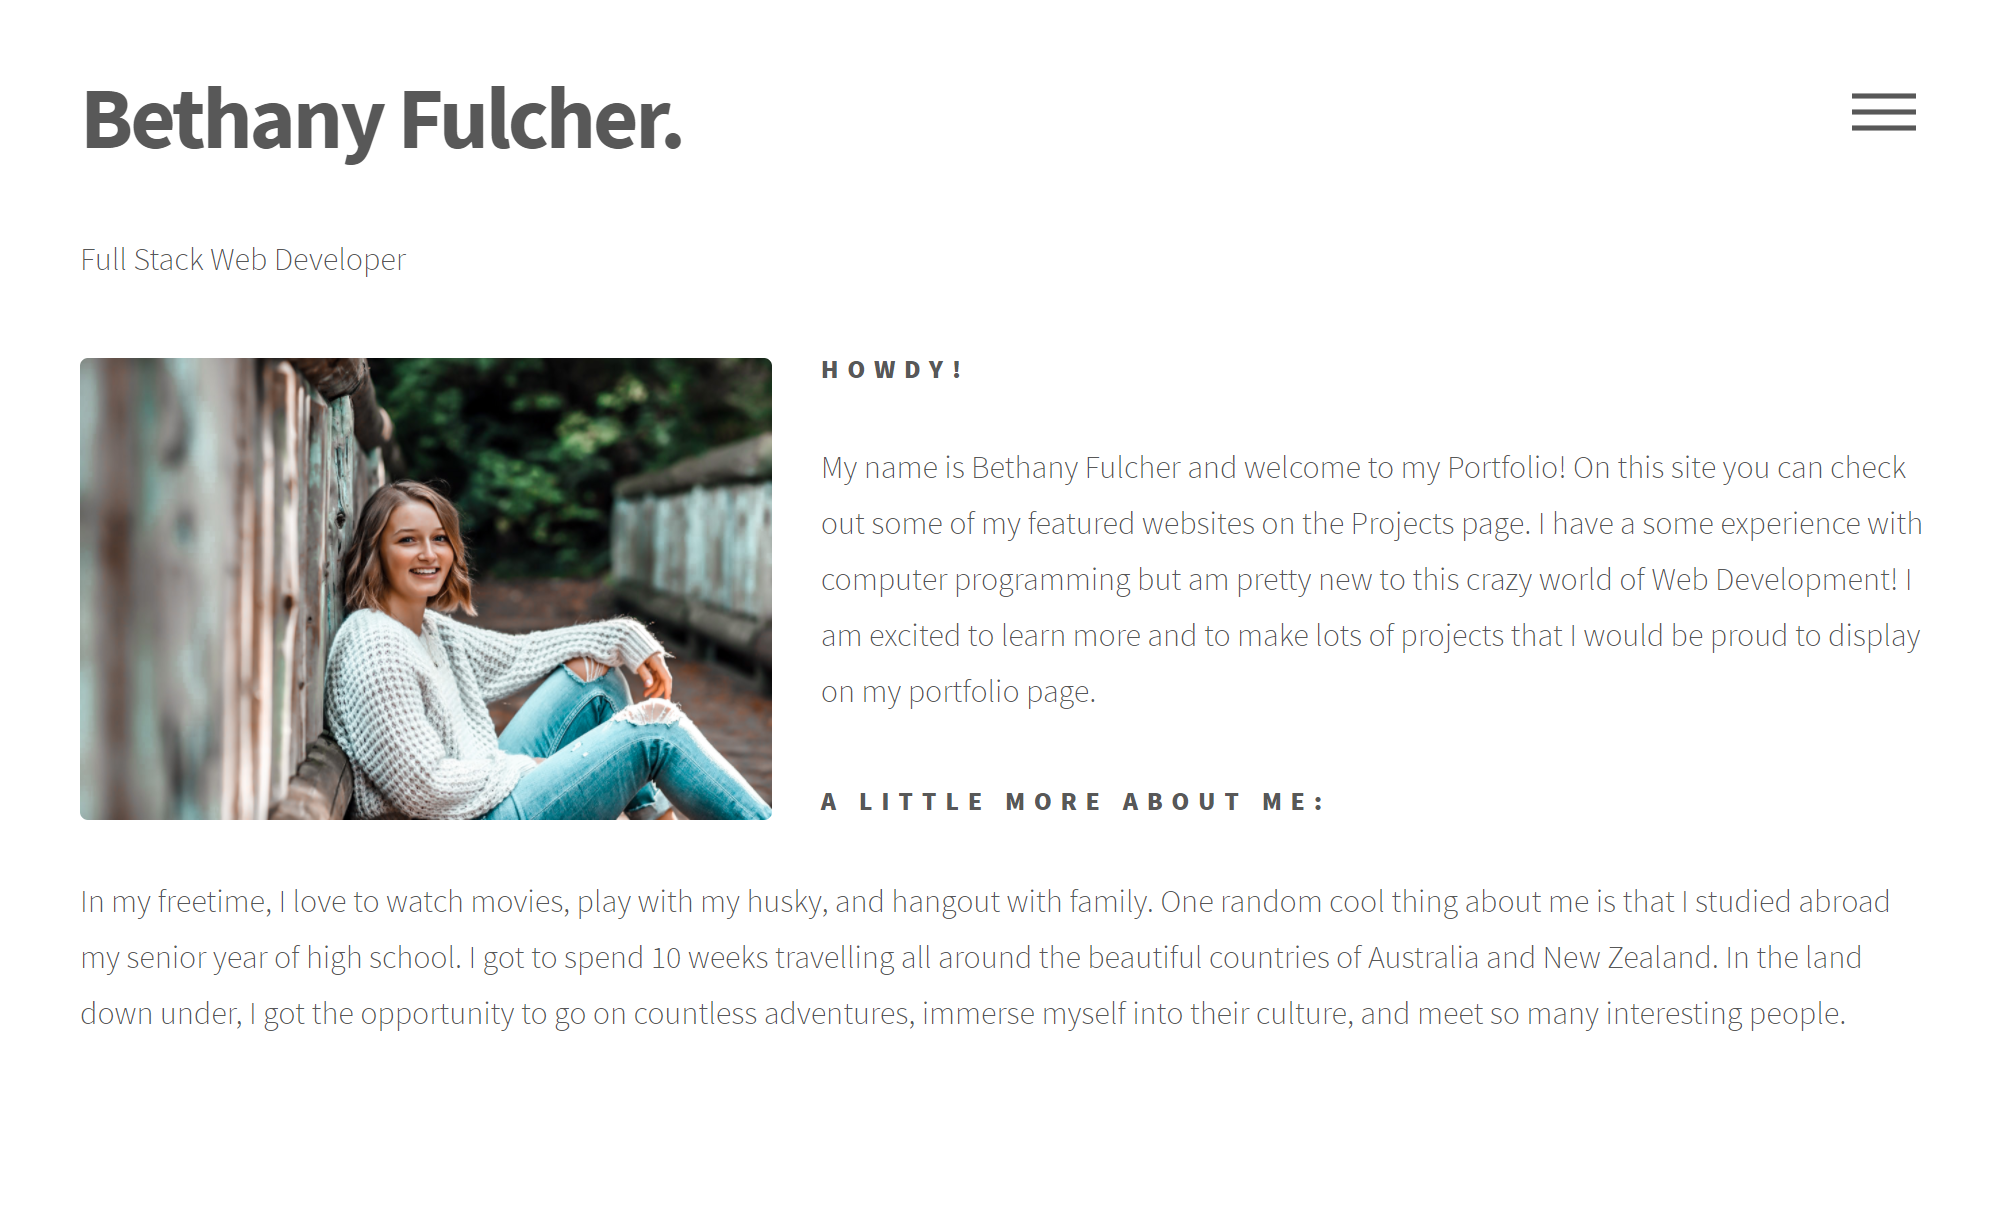 Bethany Fulcher.
Full Stack Web Developer
HOWDY!
My name is Bethany Fulcher and welcome to my Portfolio! On this site you can check
out some of my featured websites on the Projects page. I have a some experience with
computer programming but am pretty new to this crazy world of Web Development! I
am excited to learn more and to make lots of projects that I would be proud to display
on my portfolio page.
A LITTLE MORE ABOUT ME:
In my freetime, I love to watch movies, play with my husky, and hangout with family. One random cool thing about me is that I studied abroad
my senior year of high school. I got to spend 10 weeks travelling all around the beautiful countries of Australia and New Zealand. In the land
down under, I got the opportunity to go on countless adventures, immerse myself into their culture, and meet so many interesting people.